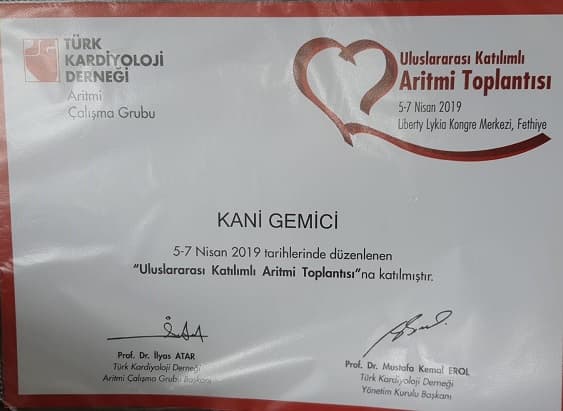 TÜRK
KARDİYOLOJİ
DERNEĞİ
Aritmi
Çalışma Grubu
Uluslararası Katılımlı
Aritmi Toplantısı
5-7 Nisan 2019
Liberty Lykia Kongre Merkezi, Fethiye
KANİ GEMİCİ
5-7 Nisan 2019 tarihlerinde düzenlenen
“Uluslararası Katılımlı Aritmi Toplantısı”na katılmıştır.
Prof. Dr. İlyas ATAR
Türk Kardiyoloji Derneği
Aritmi Çalışma Grubu Başkanı
Prof. Dr. Mustafa Kemal EROL
Türk Kardiyoloji Derneği
Yönetim Kurulu Başkanı